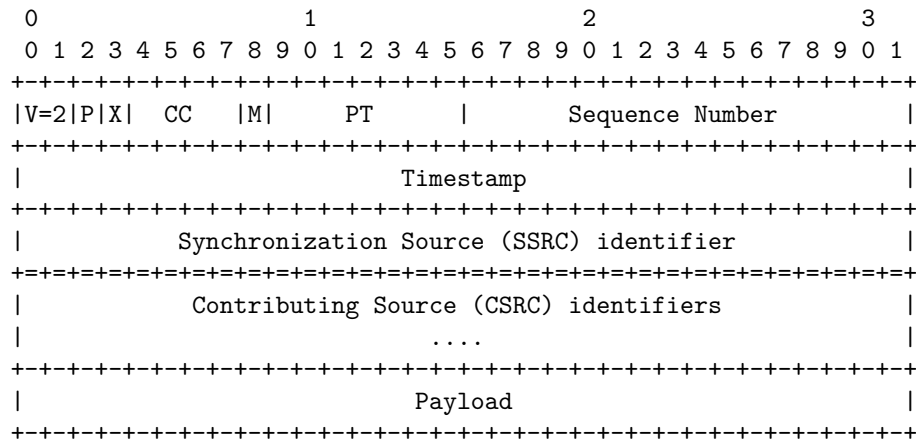 0                   1                   2                   3
 0 1 2 3 4 5 6 7 8 9 0 1 2 3 4 5 6 7 8 9 0 1 2 3 4 5 6 7 8 9 0 1
+-+-+-+-+-+-+-+-+-+-+-+-+-+-+-+-+-+-+-+-+-+-+-+-+-+-+-+-+-+-+-+-+
|V=2|P|X|  CC   |M|     PT      |       Sequence Number         |
+-+-+-+-+-+-+-+-+-+-+-+-+-+-+-+-+-+-+-+-+-+-+-+-+-+-+-+-+-+-+-+-+
|                           Timestamp                           |
+-+-+-+-+-+-+-+-+-+-+-+-+-+-+-+-+-+-+-+-+-+-+-+-+-+-+-+-+-+-+-+-+
|           Synchronization Source (SSRC) identifier            |
+=+=+=+=+=+=+=+=+=+=+=+=+=+=+=+=+=+=+=+=+=+=+=+=+=+=+=+=+=+=+=+=+
|            Contributing Source (CSRC) identifiers             |
|                             ....                              |
+-+-+-+-+-+-+-+-+-+-+-+-+-+-+-+-+-+-+-+-+-+-+-+-+-+-+-+-+-+-+-+-+
|                            Payload                            |
+-+-+-+-+-+-+-+-+-+-+-+-+-+-+-+-+-+-+-+-+-+-+-+-+-+-+-+-+-+-+-+-+